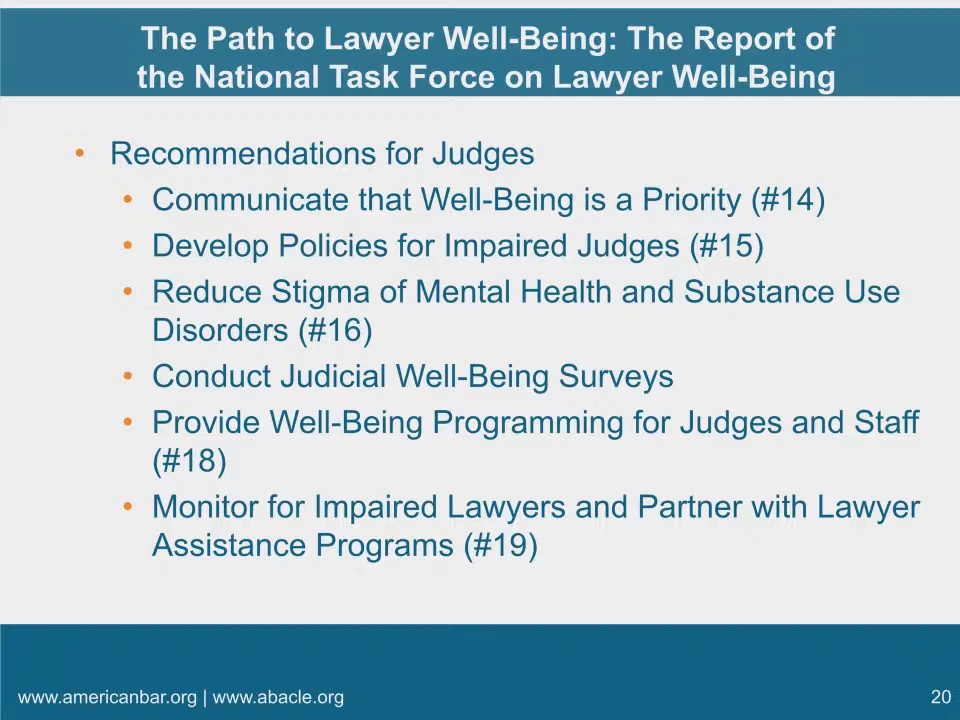 The Path to Lawyer Well-Being: The Report of
the National Task Force on Lawyer Well-Being
• Recommendations for Judges
• Communicate that Well-Being is a Priority (#14)
• Develop Policies for Impaired Judges (#15)
• Reduce Stigma of Mental Health and Substance Use
Disorders (#16)
• Conduct Judicial Well-Being Surveys
• Provide Well-Being Programming for Judges and Staff
(#18)
• Monitor for Impaired Lawyers and Partner with Lawyer
Assistance Programs (#19)
www.americanbar.org | www.abacle.org
20